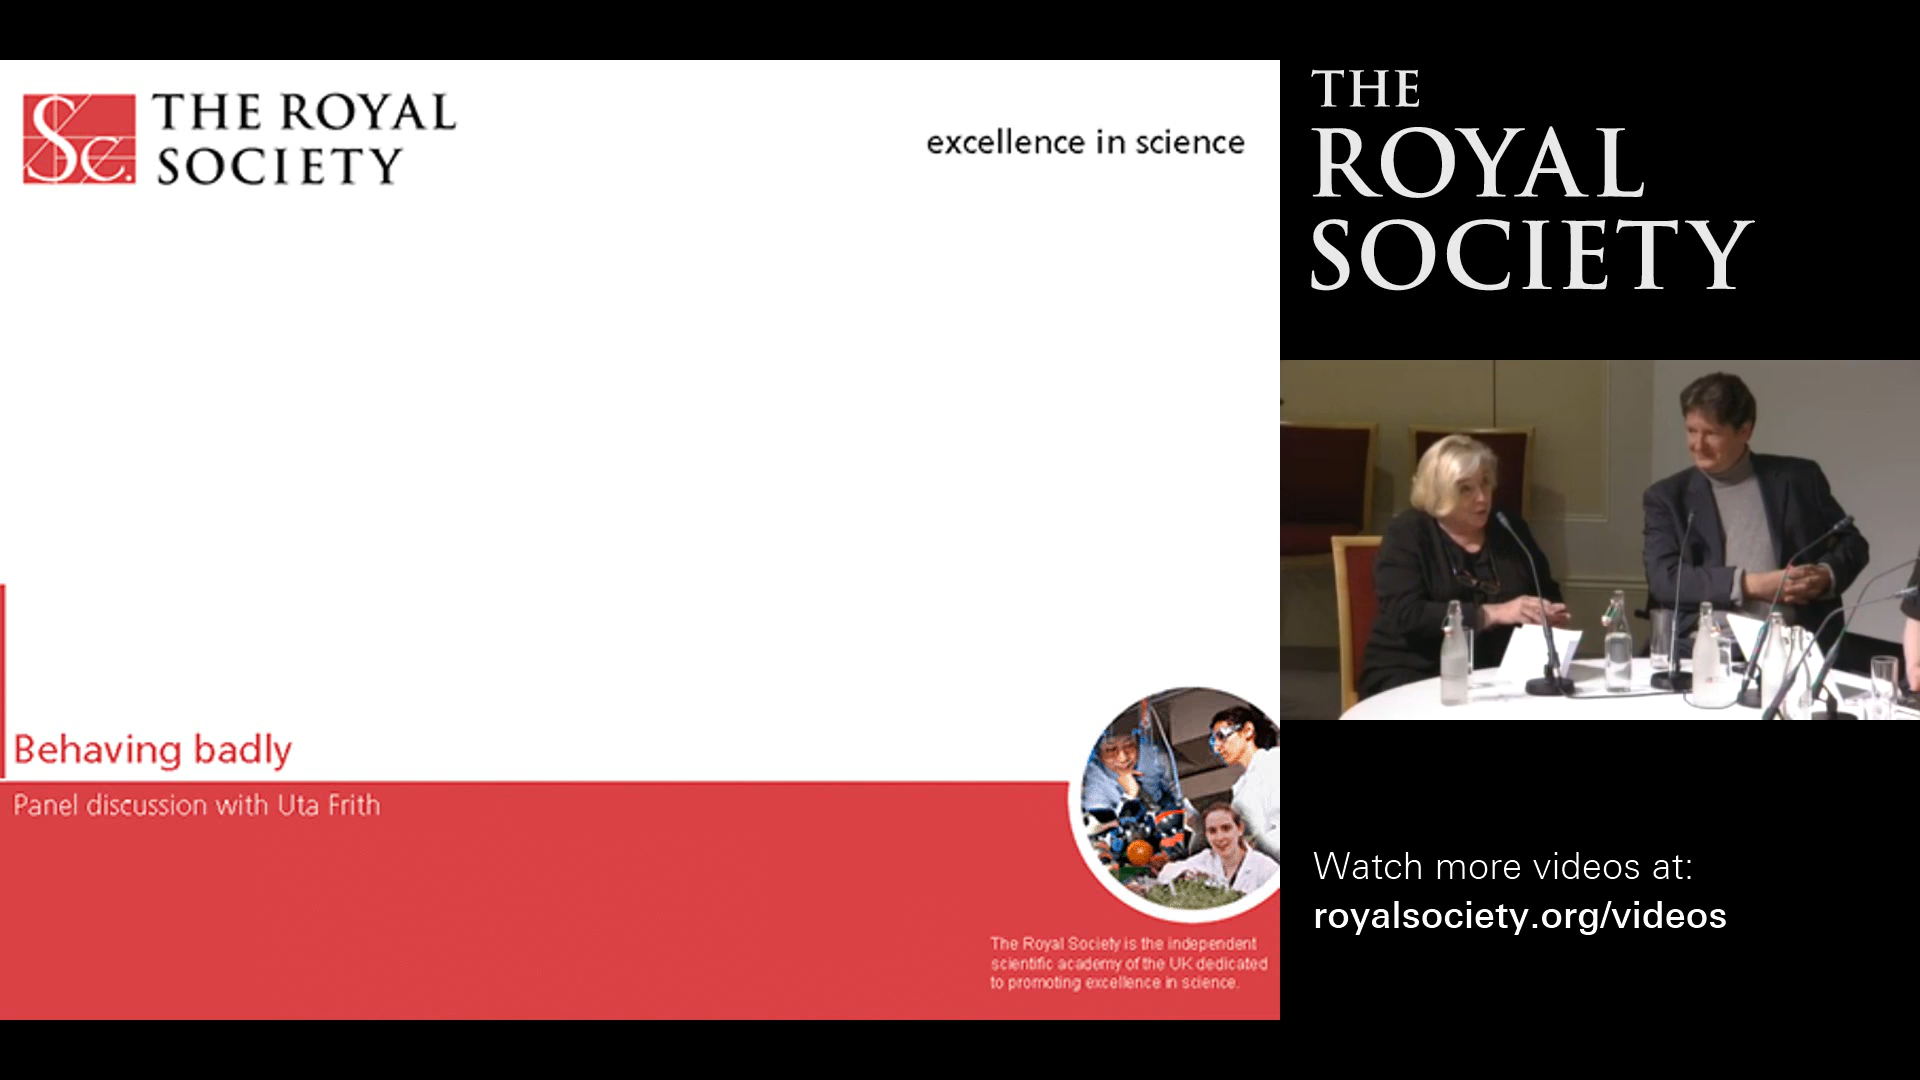 Sc.
THE ROYAL
SOCIETY
excellence in science
Behaving badly
Panel discussion with Uta Frith
The Royal Society is the independent
scientific academy of the UK dedicated
to promoting excellence in science.
THE
ROYAL
SOCIETY
Watch more videos at:
royalsociety.org/videos